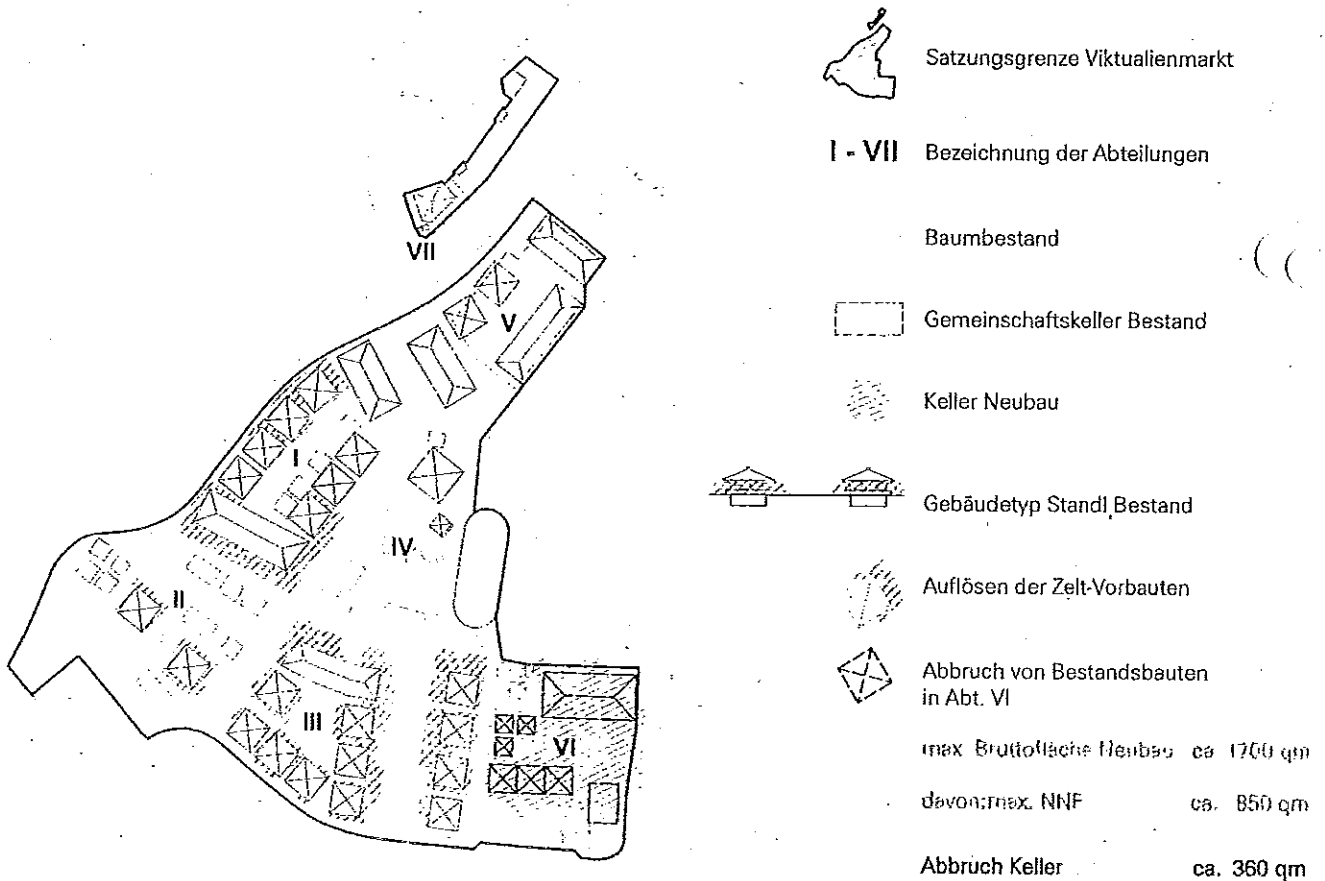 VII
V
I
IV
II
III
VI
Satzungsgrenze Viktualienmarkt
I - VII Bezeichnung der Abteilungen
Baumbestand
Gemeinschaftskeller Bestand
Keller Neubau
Gebäudetyp Standl Bestand
Auflösen der Zelt-Vorbauten
Abbruch von Bestandsbauten
in Abt. VI
max Bruttofläche Neubau ca 1700 qm
davon max. NNF ca. 850 qm
Abbruch Keller ca. 360 qm